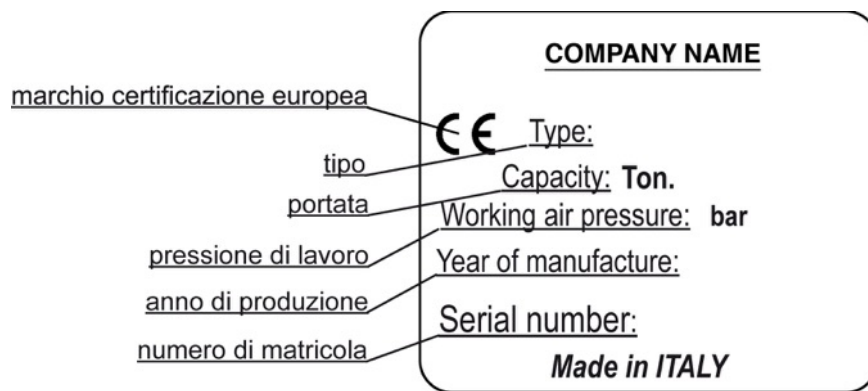 COMPANY NAME
marchio certificazione europea
CE Type:
tipo
Capacity: Ton.
portata
Working air pressure: bar
pressione di lavoro
Year of manufacture:
anno di produzione
Serial number:
numero di matricola
Made in ITALY